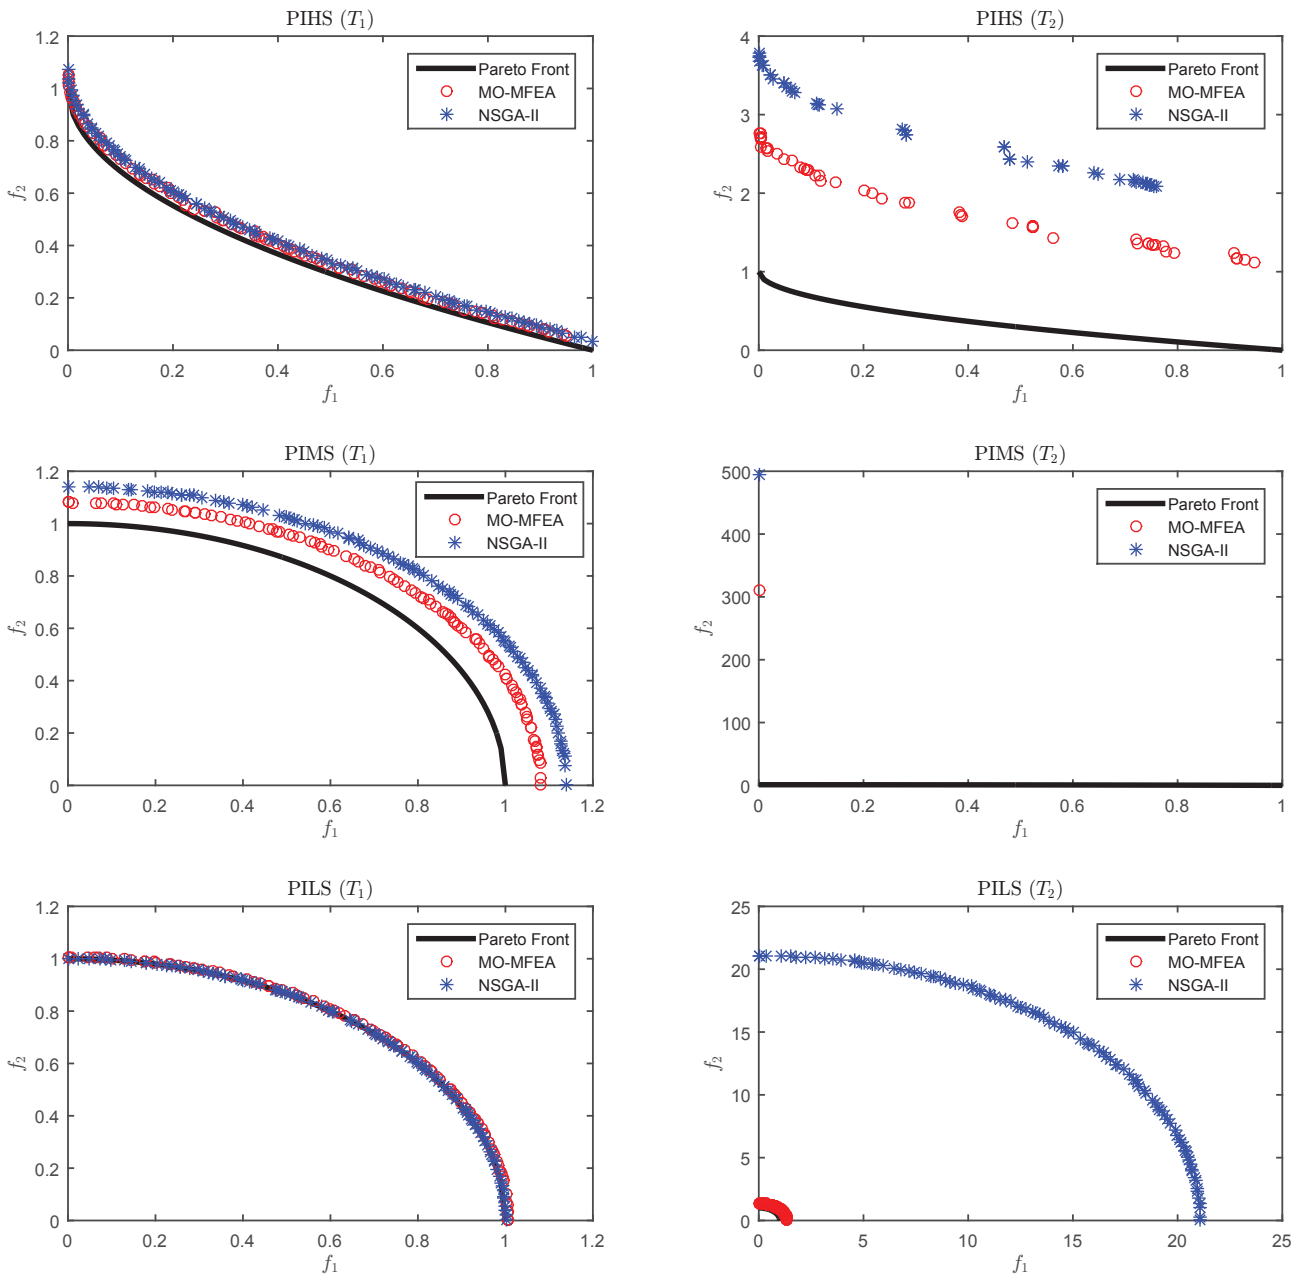 PIHS (T1)
1.2
1
0.8
0.6
0.4
0.2
0
f2
0 0.2 0.4 0.6 0.8 1
f1
Pareto Front
MO-MFEA
NSGA-II
PIHS (T2)
4
3
2
1
0
f2
0 0.2 0.4 0.6 0.8 1
f1
Pareto Front
MO-MFEA
NSGA-II
PIMS (T1)
1.2
1
0.8
0.6
0.4
0.2
0
f2
0 0.2 0.4 0.6 0.8 1 1.2
f1
Pareto Front
MO-MFEA
NSGA-II
PIMS (T2)
500
400
300
200
100
0
f2
0 0.2 0.4 0.6 0.8 1
f1
Pareto Front
MO-MFEA
NSGA-II
PILS (T1)
1.2
1
0.8
0.6
0.4
0.2
0
f2
0 0.2 0.4 0.6 0.8 1 1.2
f1
Pareto Front
MO-MFEA
NSGA-II
PILS (T2)
25
20
15
10
5
0
f2
0 5 10 15 20 25
f1
Pareto Front
MO-MFEA
NSGA-II